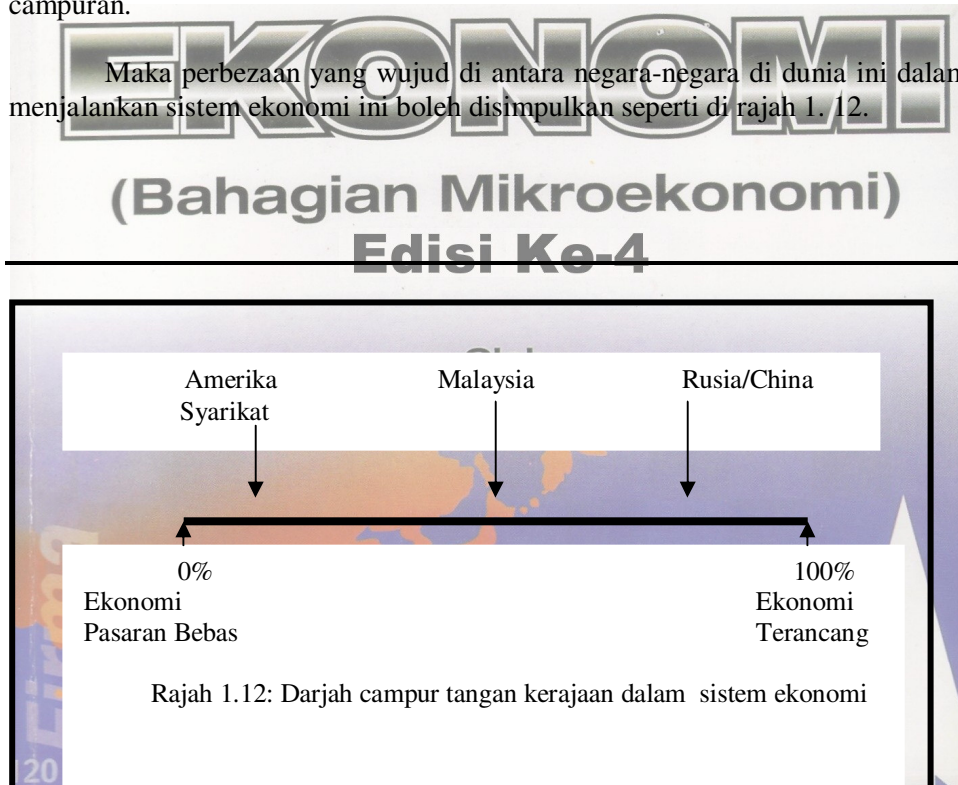 campuran.
EKONOMI
Maka perbezaan yang wujud di antara negara-negara di dunia ini dalam
menjalankan sistem ekonomi ini boleh disimpulkan seperti di rajah 1. 12.
(Bahagian Mikroekonomi)
Edisi Ke-4
Amerika Syarikat
Malaysia
Rusia/China
0%
Ekonomi
Pasaran Bebas
100%
Ekonomi
Terancang
Rajah 1.12: Darjah campur tangan kerajaan dalam sistem ekonomi
Firma
120